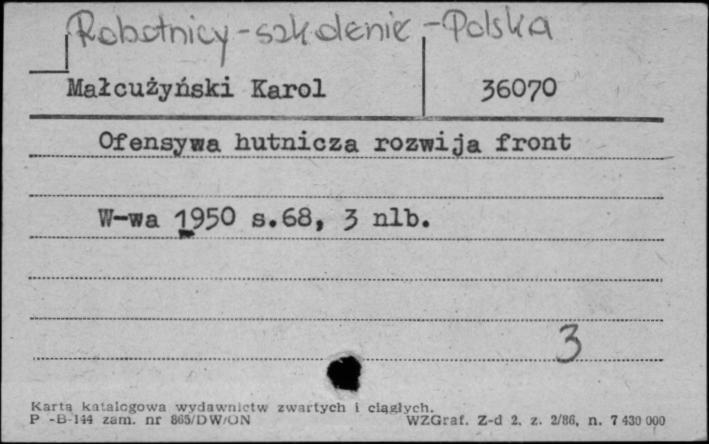 Robotnicy - szkolenie - Polska
Małcużyński Karol 36070
Ofensywa hutnicza rozwija front
W-wa 1950 s.68, 3 nlb.
3
Karta katalogowa wydawnictw zwartych i ciągłych.
P -B-144 zam. nr 865/DW/ON WZGraf. Z-d 2, z. 2/86, n. 7 430 000